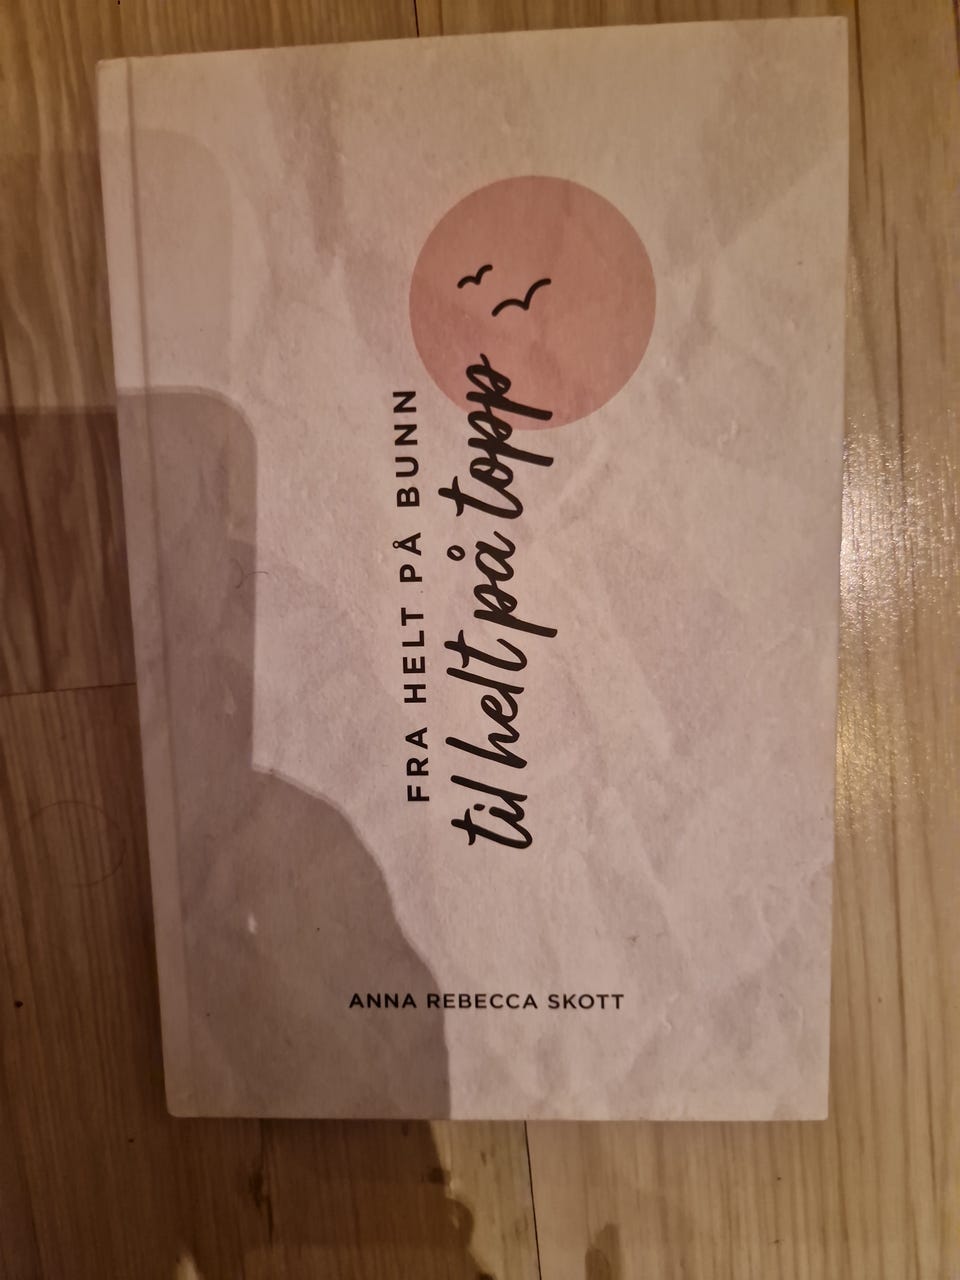 FRA HELT PÅ BUNN
til helt på topp
ANNA REBECCA SKOTT